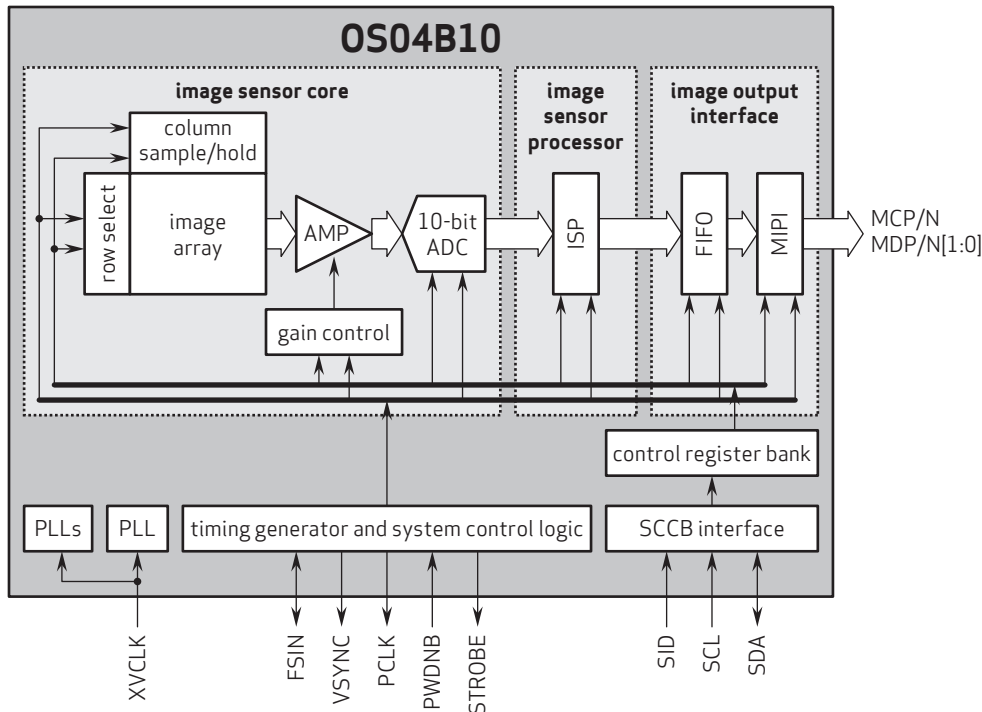 OS04B10
image sensor core
image
sensor
processor
image output
interface
column
sample/hold
row select
image
array
AMP
10-bit
ADC
ISP
FIFO
MIPI
MCP/N
MDP/N[1:0]
gain control
control register bank
PLLs
PLL
timing generator and system control logic
SCCB interface
XVCLK
FSIN
VSYNC
PCLK
PWDNB
STROBE
SID
SCL
SDA